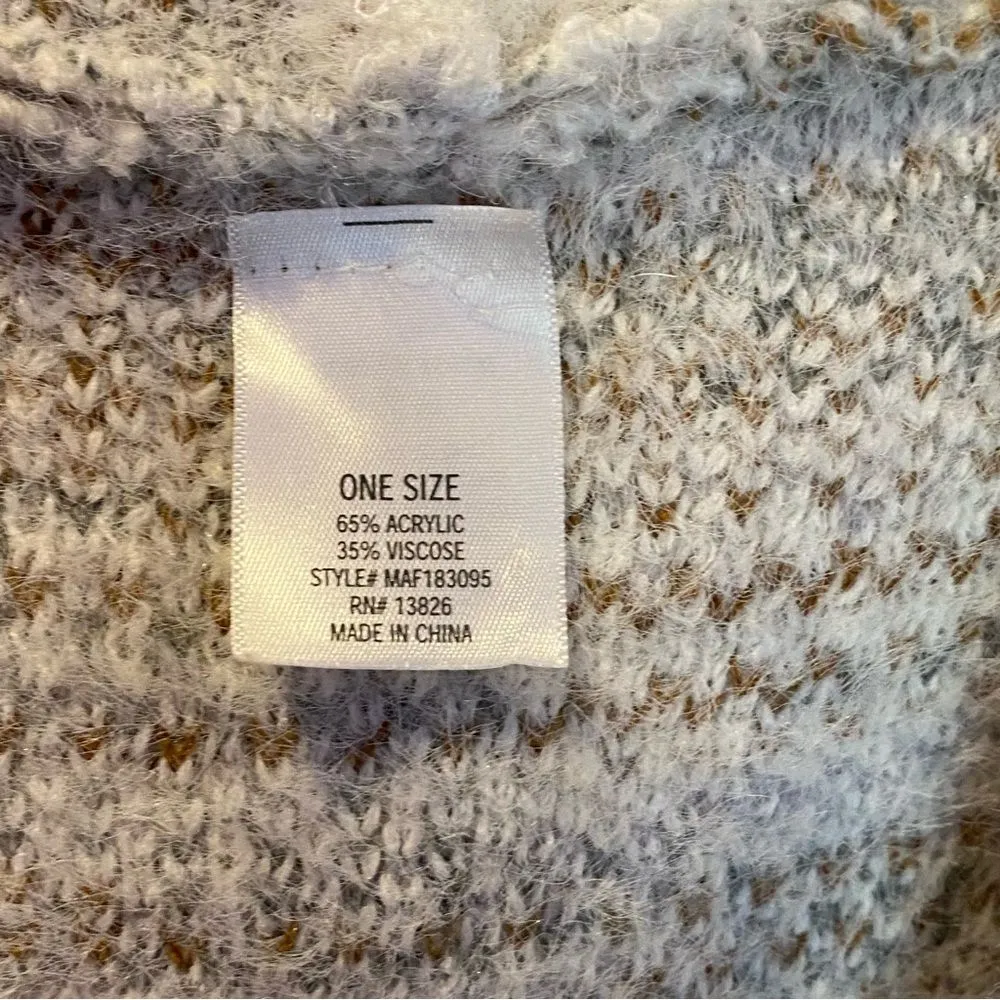 ONE SIZE
65% ACRYLIC
35% VISCOSE
STYLE# MAF183095
RN# 13826
MADE IN CHINA